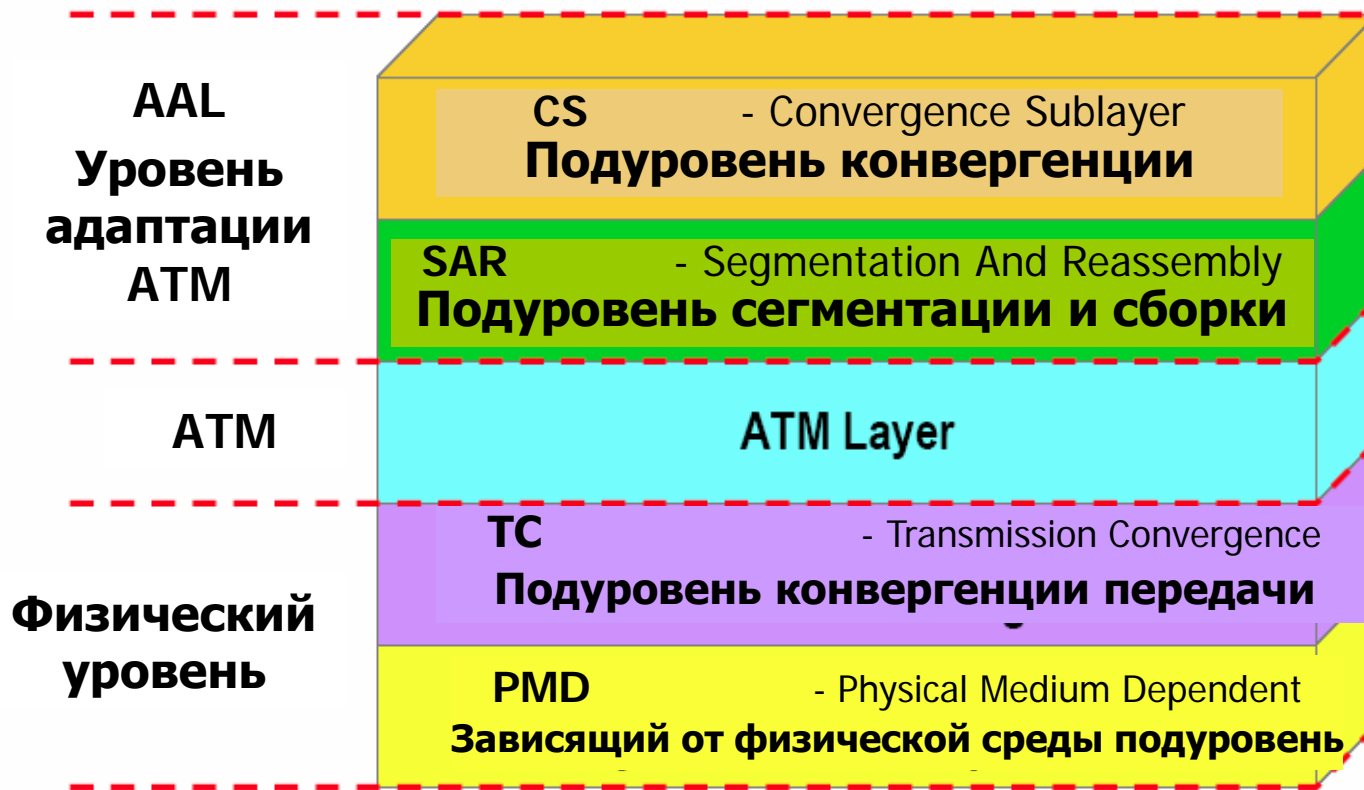 AAL
Уровень
адаптации
ATM
CS - Convergence Sublayer
Подуровень конвергенции
SAR - Segmentation And Reassembly
Подуровень сегментации и сборки
ATM
ATM Layer
Физический
уровень
TC - Transmission Convergence
Подуровень конвергенции передачи
PMD - Physical Medium Dependent
Зависящий от физической среды подуровень